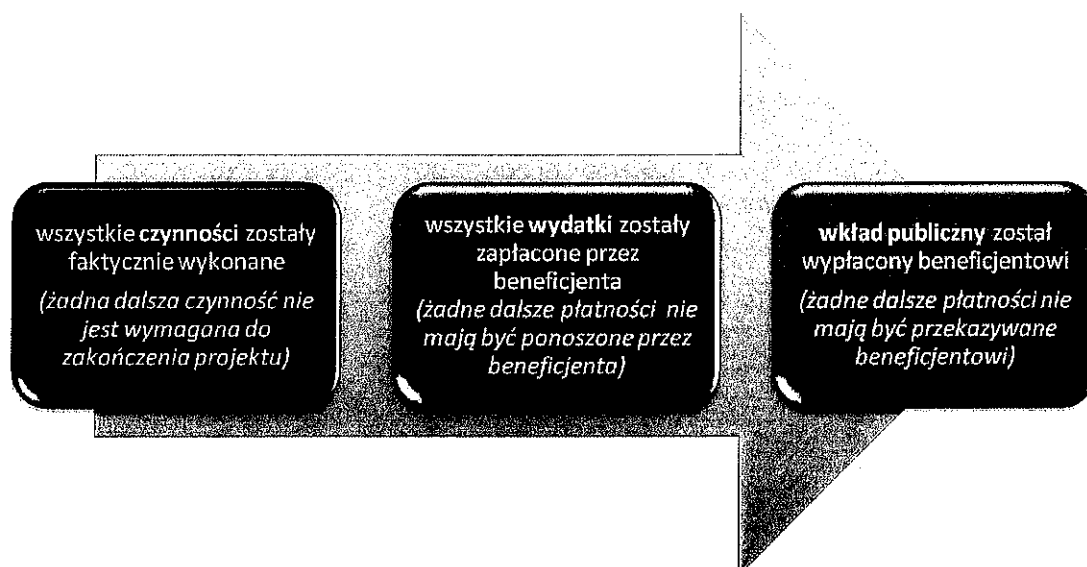 wszystkie czynności zostały
faktycznie wykonane
(żadna dalsza czynność nie
jest wymagana do
zakończenia projektu)
wszystkie wydatki zostały
zapłacone przez
beneficjenta
(żadne dalsze płatności nie
mają być ponoszone przez
beneficjenta)
wkład publiczny został
wypłacony beneficjentowi
(żadne dalsze płatności nie
mają być przekazywane
beneficjentowi)